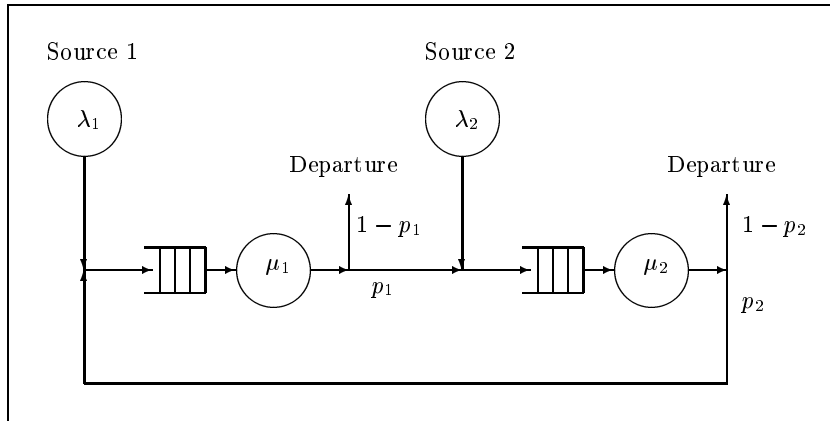 Source 1
Source 2
λ₁
λ₂
Departure
Departure
1 − p₁
1 − p₂
μ₁
μ₂
p₁
p₂